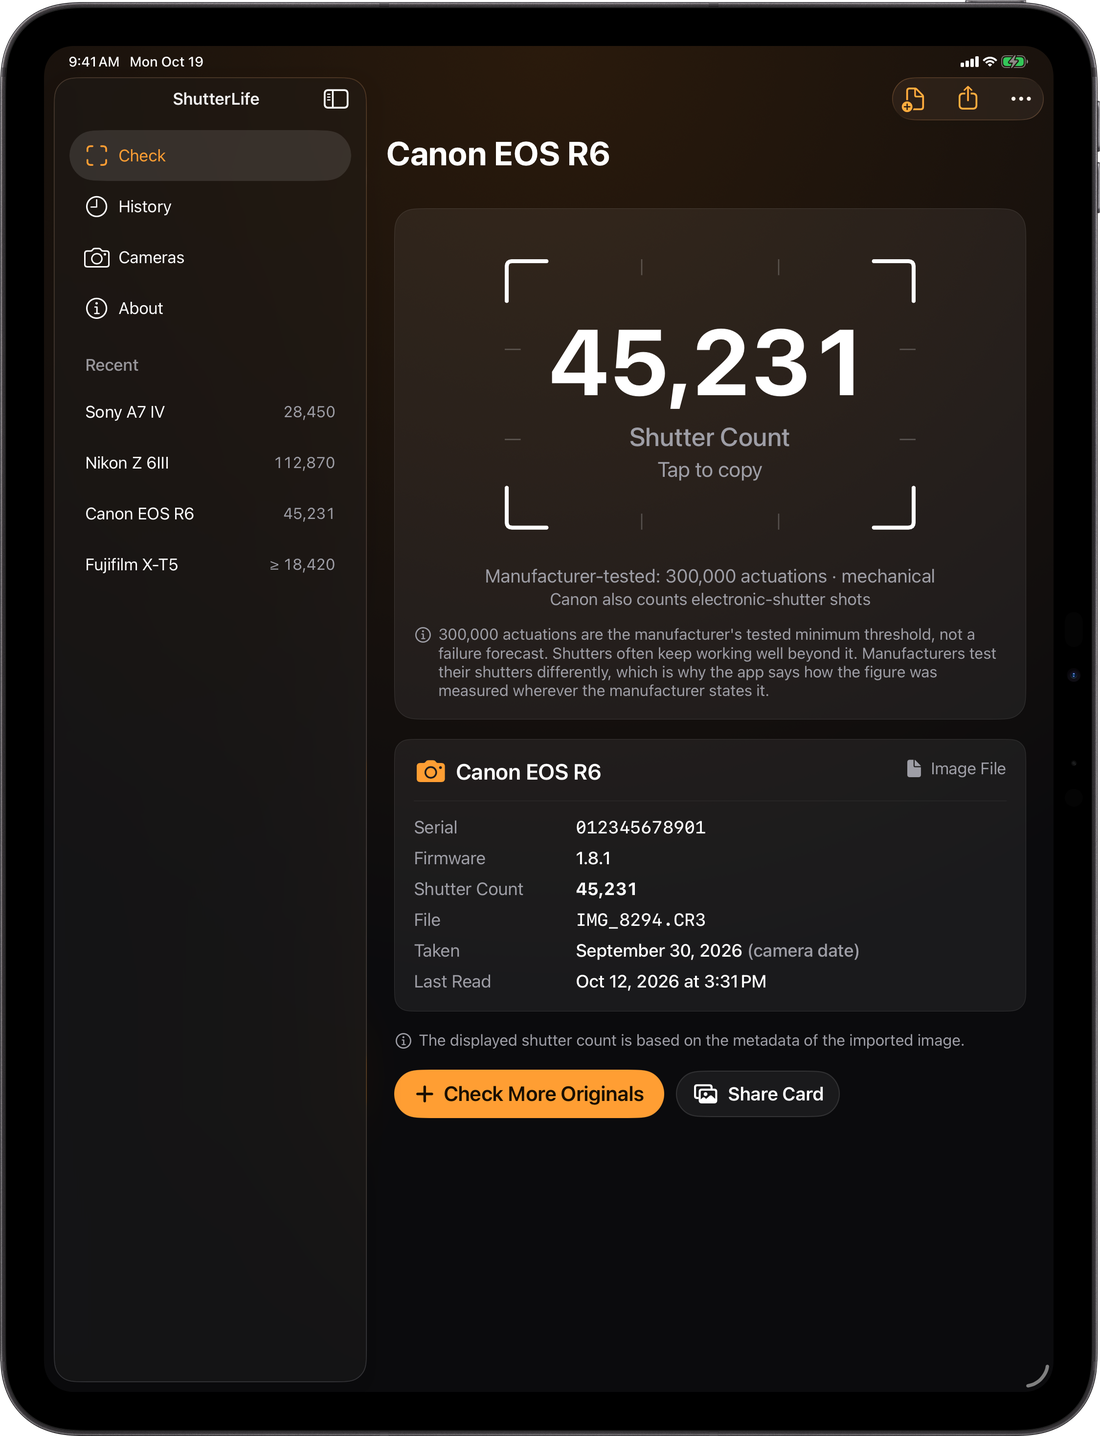 9:41 AM Mon Oct 19
ShutterLife
Check
History
Cameras
About
Recent
Sony A7 IV 28,450
Nikon Z 6III 112,870
Canon EOS R6 45,231
Fujifilm X-T5 ≥ 18,420
Canon EOS R6
45,231
Shutter Count
Tap to copy
Manufacturer-tested: 300,000 actuations · mechanical
Canon also counts electronic-shutter shots
300,000 actuations are the manufacturer's tested minimum threshold, not a
failure forecast. Shutters often keep working well beyond it. Manufacturers test
their shutters differently, which is why the app says how the figure was
measured wherever the manufacturer states it.
Canon EOS R6 Image File
Serial 012345678901
Firmware 1.8.1
Shutter Count 45,231
File IMG_8294.CR3
Taken September 30, 2026 (camera date)
Last Read Oct 12, 2026 at 3:31 PM
The displayed shutter count is based on the metadata of the imported image.
Check More Originals
Share Card